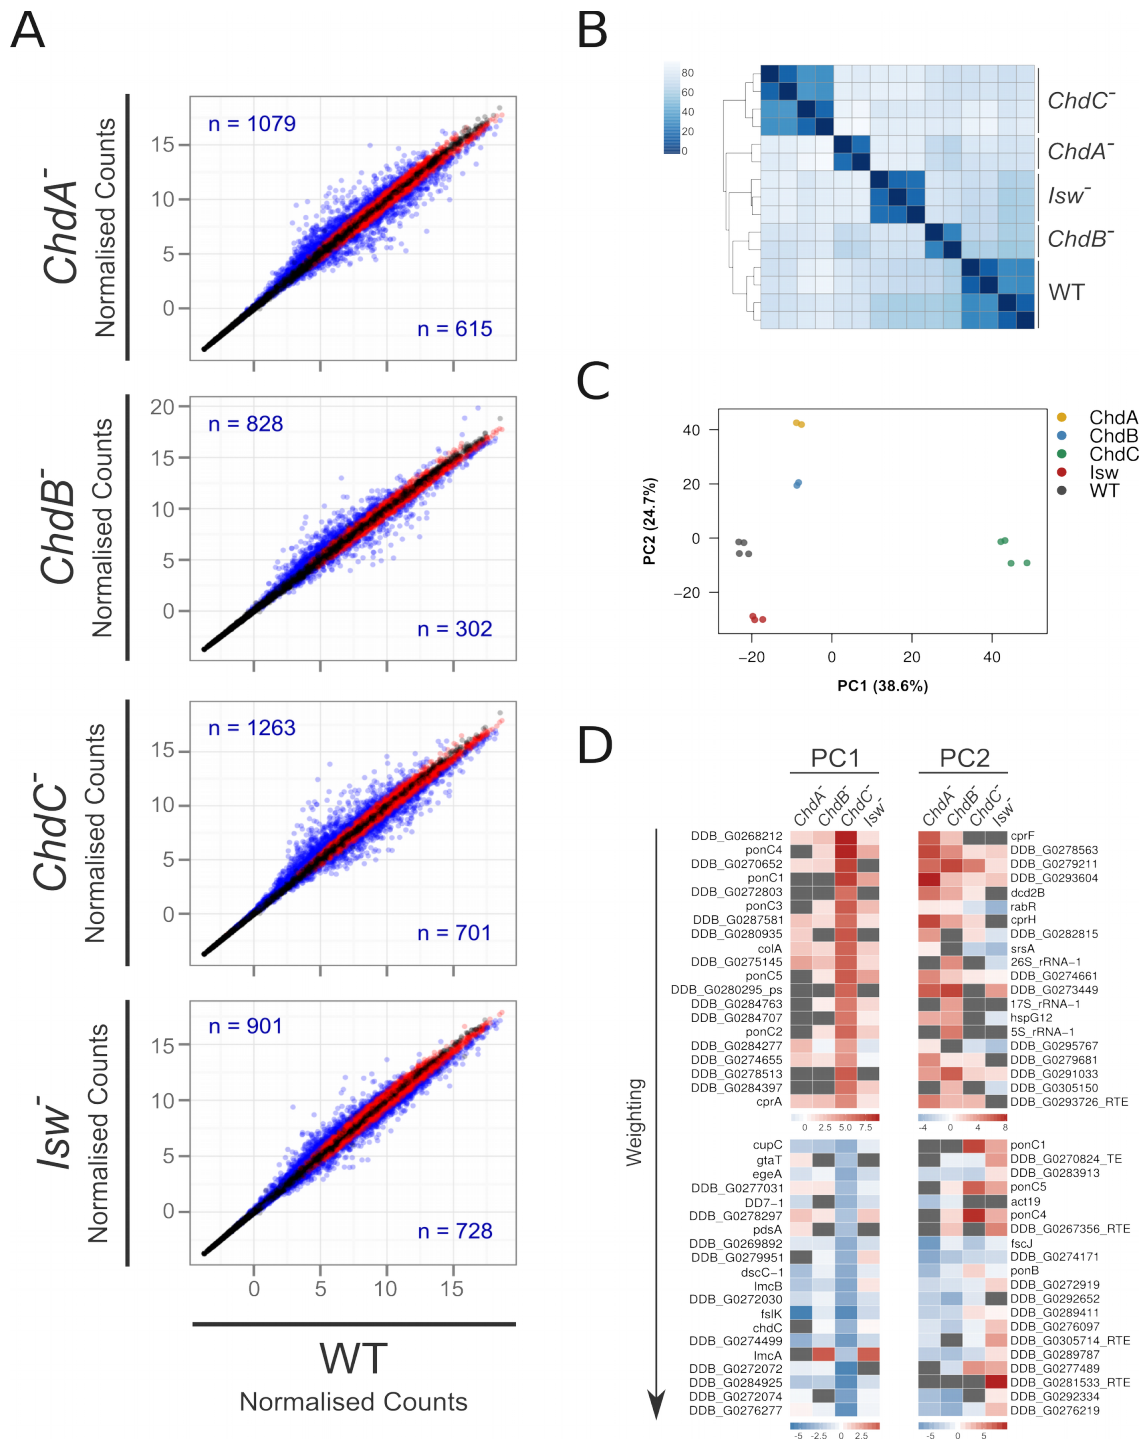 A
ChdA-
Normalised Counts
n = 1079
n = 615
15
10
5
0
ChdB-
Normalised Counts
n = 828
n = 302
20
15
10
5
0
ChdC-
Normalised Counts
n = 1263
n = 701
15
10
5
0
Isw-
Normalised Counts
n = 901
n = 728
15
10
5
0
0 5 10 15
WT
Normalised Counts
B
80
60
40
20
0
ChdC-
ChdA-
Isw-
ChdB-
WT
C
PC2 (24.7%)
40
20
0
−20
−20 0 20 40
PC1 (38.6%)
ChdA
ChdB
ChdC
Isw
WT
D
Weighting
PC1
ChdA- ChdB- ChdC- Isw-
DDB_G0268212
ponC4
DDB_G0270652
ponC1
DDB_G0272803
ponC3
DDB_G0287581
DDB_G0280935
colA
DDB_G0275145
ponC5
DDB_G0280295_ps
DDB_G0284763
DDB_G0284707
ponC2
DDB_G0284277
DDB_G0274655
DDB_G0278513
DDB_G0284397
cprA
0 2.5 5.0 7.5
cupC
gtaT
egeA
DDB_G0277031
DD7−1
DDB_G0278297
pdsA
DDB_G0269892
DDB_G0279951
dscC−1
lmcB
DDB_G0272030
fslK
chdC
DDB_G0274499
lmcA
DDB_G0272072
DDB_G0284925
DDB_G0272074
DDB_G0276277
-5 -2.5 0 2.5
PC2
ChdA- ChdB- ChdC- Isw-
cprF
DDB_G0278563
DDB_G0279211
DDB_G0293604
dcd2B
rabR
cprH
DDB_G0282815
srsA
26S_rRNA−1
DDB_G0274661
DDB_G0273449
17S_rRNA−1
hspG12
5S_rRNA−1
DDB_G0295767
DDB_G0279681
DDB_G0291033
DDB_G0305150
DDB_G0293726_RTE
-4 0 4 8
ponC1
DDB_G0270824_TE
DDB_G0283913
ponC5
act19
ponC4
DDB_G0267356_RTE
fscJ
DDB_G0274171
ponB
DDB_G0272919
DDB_G0292652
DDB_G0289411
DDB_G0276097
DDB_G0305714_RTE
DDB_G0289787
DDB_G0277489
DDB_G0281533_RTE
DDB_G0292334
DDB_G0276219
-5 0 5